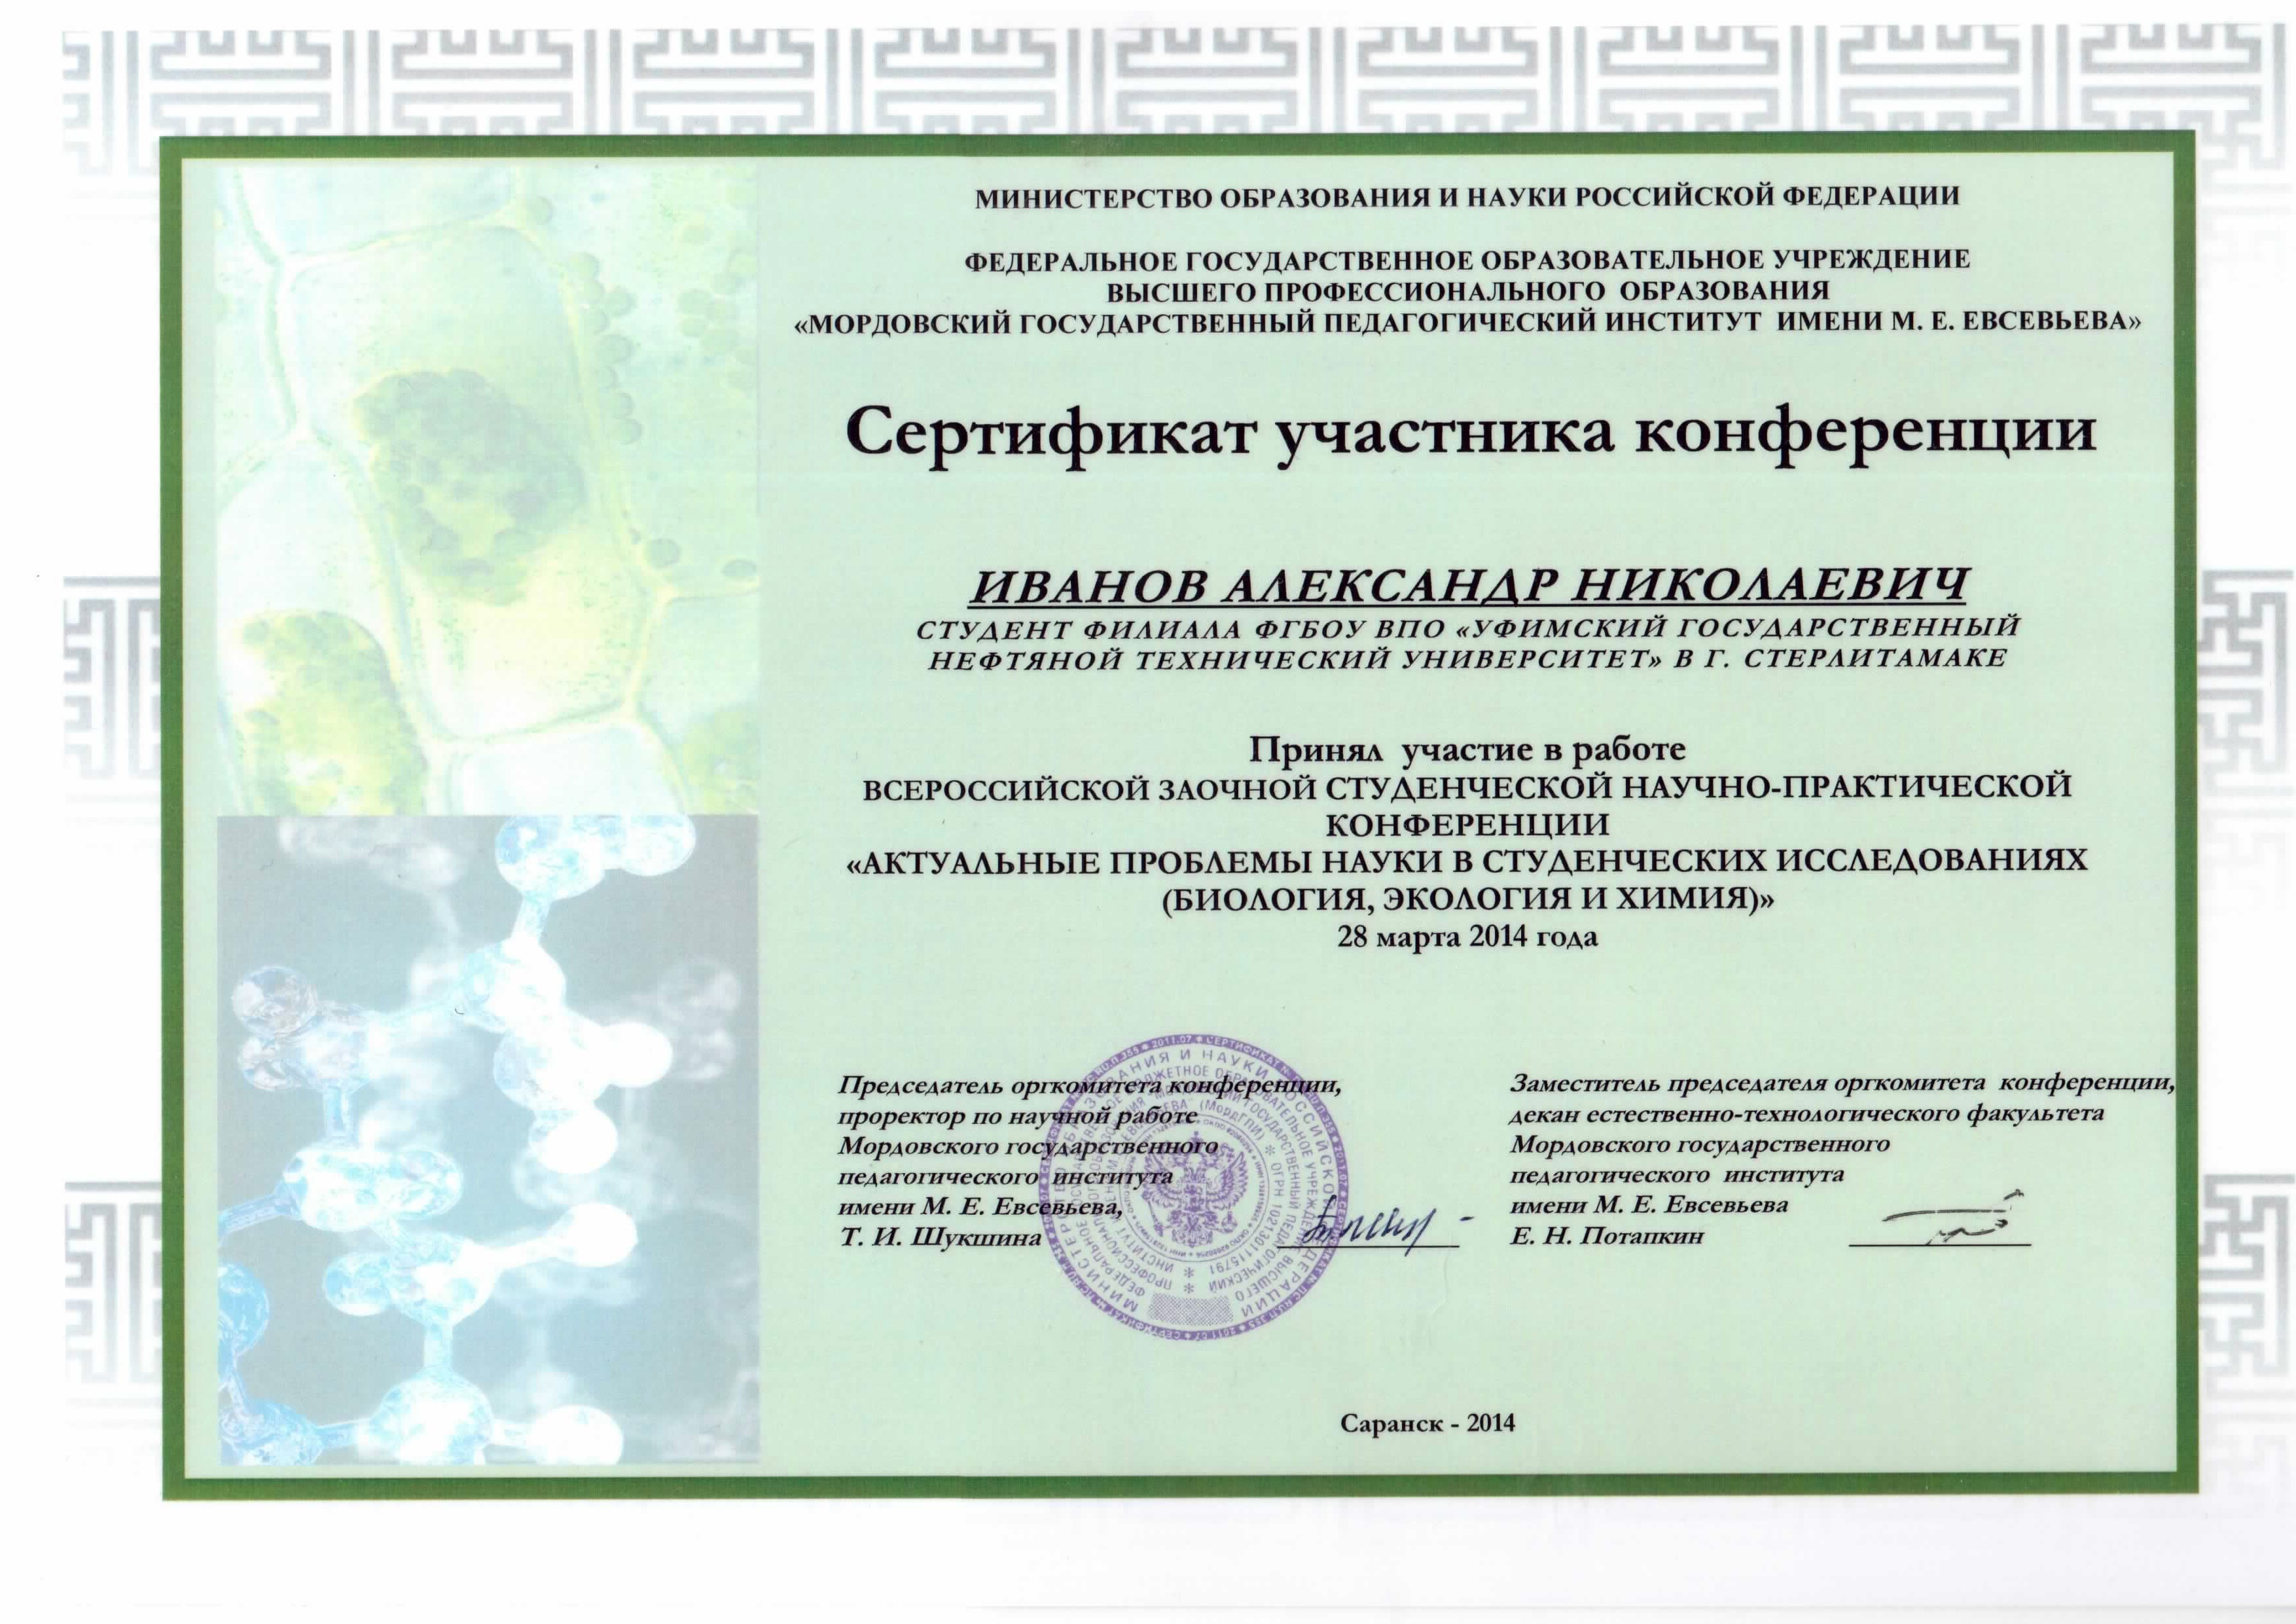 МИНИСТЕРСТВО ОБРАЗОВАНИЯ И НАУКИ РОССИЙСКОЙ ФЕДЕРАЦИИ
ФЕДЕРАЛЬНОЕ ГОСУДАРСТВЕННОЕ ОБРАЗОВАТЕЛЬНОЕ УЧРЕЖДЕНИЕ
ВЫСШЕГО ПРОФЕССИОНАЛЬНОГО ОБРАЗОВАНИЯ
«МОРДОВСКИЙ ГОСУДАРСТВЕННЫЙ ПЕДАГОГИЧЕСКИЙ ИНСТИТУТ ИМЕНИ М. Е. ЕВСЕВЬЕВА»
Сертификат участника конференции
ИВАНОВ АЛЕКСАНДР НИКОЛАЕВИЧ
СТУДЕНТ ФИЛИАЛА ФГБОУ ВПО «УФИМСКИЙ ГОСУДАРСТВЕННЫЙ
НЕФТЯНОЙ ТЕХНИЧЕСКИЙ УНИВЕРСИТЕТ» В Г. СТЕРЛИТАМАКЕ
Принял участие в работе
ВСЕРОССИЙСКОЙ ЗАОЧНОЙ СТУДЕНЧЕСКОЙ НАУЧНО-ПРАКТИЧЕСКОЙ
КОНФЕРЕНЦИИ
«АКТУАЛЬНЫЕ ПРОБЛЕМЫ НАУКИ В СТУДЕНЧЕСКИХ ИССЛЕДОВАНИЯХ
(БИОЛОГИЯ, ЭКОЛОГИЯ И ХИМИЯ)»
28 марта 2014 года
Председатель оргкомитета конференции,
проректор по научной работе
Мордовского государственного
педагогического института
имени М. Е. Евсевьева,
Т. И. Шукшина
Заместитель председателя оргкомитета конференции,
декан естественно-технологического факультета
Мордовского государственного
педагогического института
имени М. Е. Евсевьева
Е. Н. Потапкин
Саранск - 2014